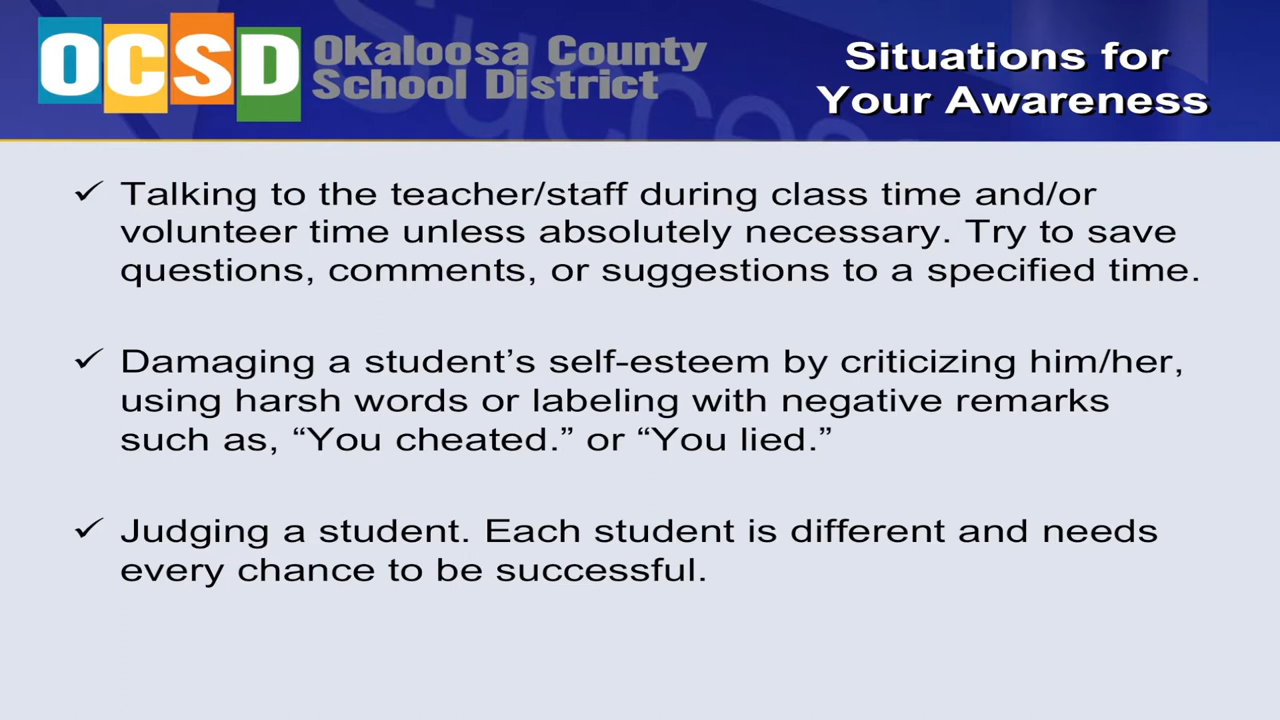 OCSD
Okaloosa County
School District
Situations for
Your Awareness
Success
✓ Talking to the teacher/staff during class time and/or
volunteer time unless absolutely necessary. Try to save
questions, comments, or suggestions to a specified time.
✓ Damaging a student’s self-esteem by criticizing him/her,
using harsh words or labeling with negative remarks
such as, “You cheated.” or “You lied.”
✓ Judging a student. Each student is different and needs
every chance to be successful.